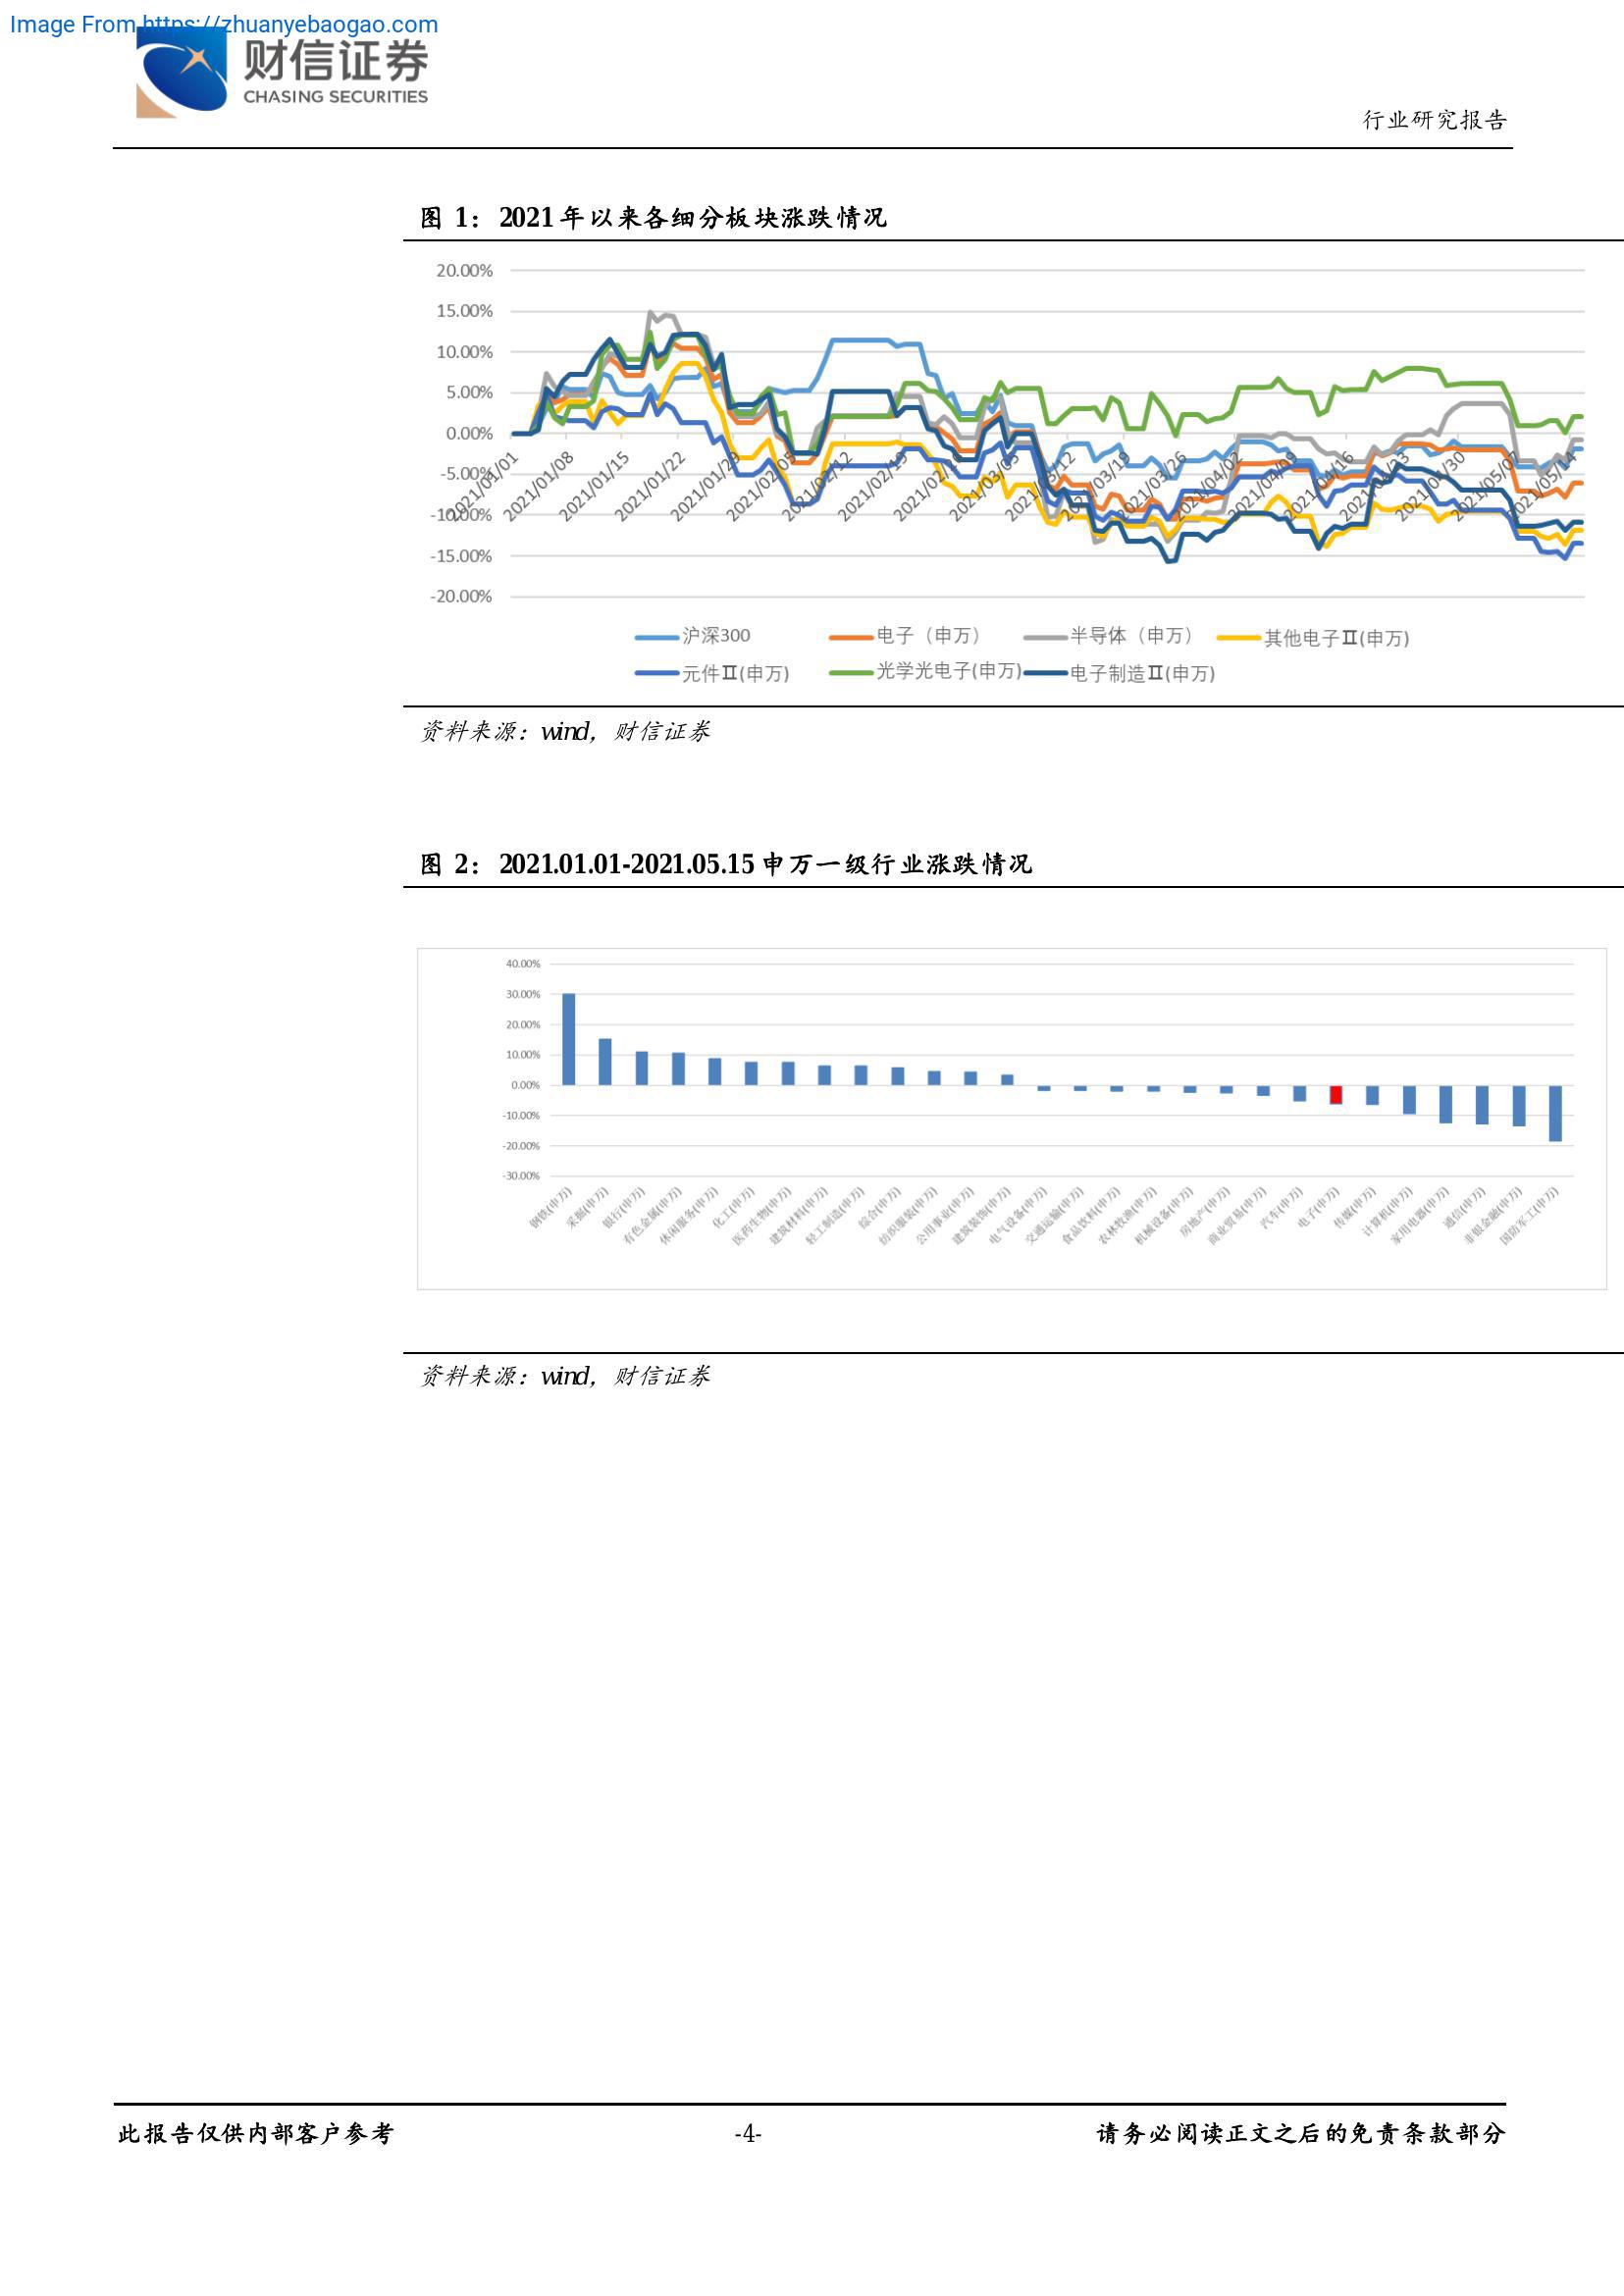 Image From https://zhuanyebaogao.com
财信证券
CHASING SECURITIES
行业研究报告
图 1： 2021 年以来各细分板块涨跌情况
20.00%
15.00%
10.00%
5.00%
0.00%
-5.00%
-10.00%
-15.00%
-20.00%
2021/01/01
2021/01/08
2021/01/15
2021/01/22
2021/01/29
2021/02/05
2021/02/12
2021/02/19
2021/02/26
2021/03/05
2021/03/12
2021/03/19
2021/03/26
2021/04/02
2021/04/09
2021/04/16
2021/04/23
2021/04/30
2021/05/07
2021/05/14
沪深300 电子（申万） 半导体（申万） 其他电子Ⅱ(申万)
元件Ⅱ(申万) 光学光电子(申万) 电子制造Ⅱ(申万)
资料来源：wind，财信证券
图 2： 2021.01.01-2021.05.15 申万一级行业涨跌情况
40.00%
30.00%
20.00%
10.00%
0.00%
-10.00%
-20.00%
-30.00%
钢铁(申万)
采掘(申万)
银行(申万)
有色金属(申万)
休闲服务(申万)
化工(申万)
医药生物(申万)
建筑材料(申万)
轻工制造(申万)
综合(申万)
纺织服装(申万)
公用事业(申万)
建筑装饰(申万)
电气设备(申万)
交通运输(申万)
食品饮料(申万)
农林牧渔(申万)
机械设备(申万)
房地产(申万)
商业贸易(申万)
汽车(申万)
电子(申万)
传媒(申万)
计算机(申万)
家用电器(申万)
通信(申万)
非银金融(申万)
国防军工(申万)
资料来源：wind，财信证券
此报告仅供内部客户参考
-4-
请务必阅读正文之后的免责条款部分